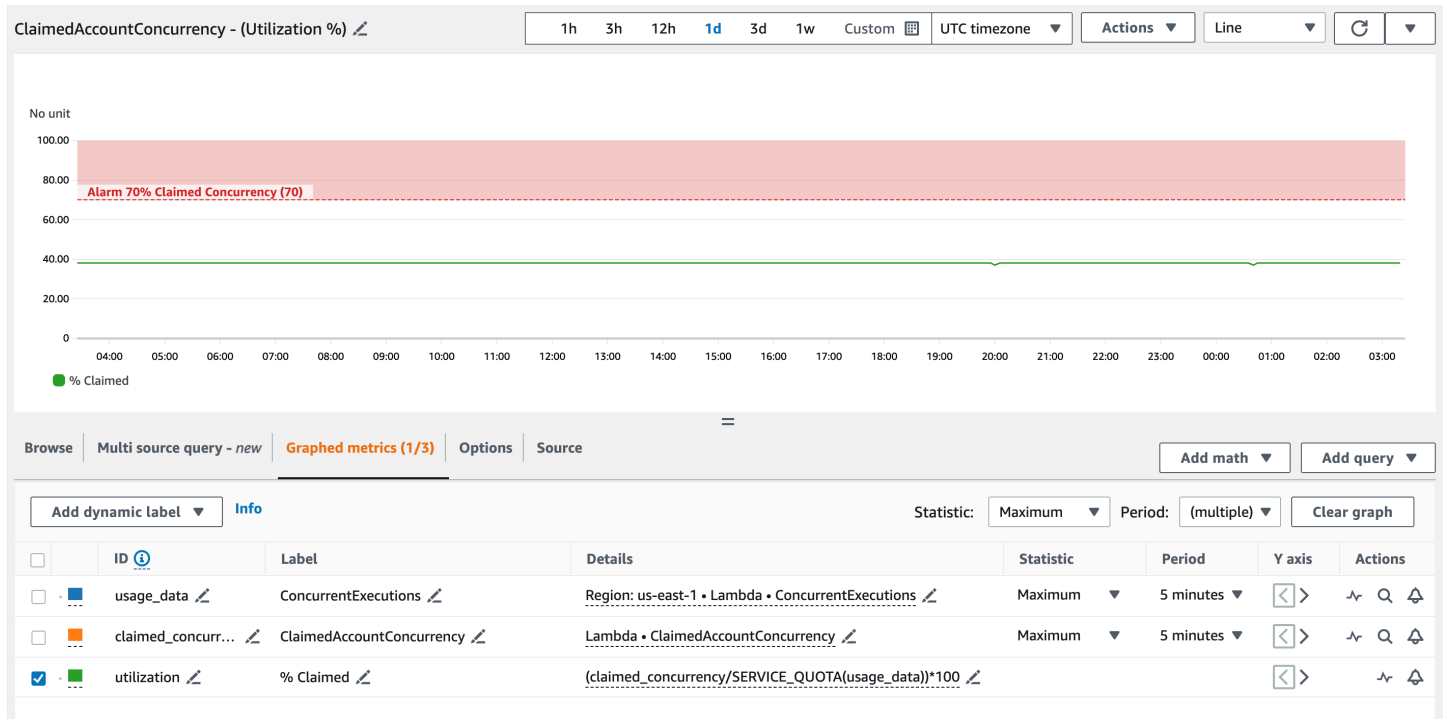 ClaimedAccountConcurrency - (Utilization %) 1h 3h 12h 1d 3d 1w Custom UTC timezone Actions Line
No unit
100.00
80.00
Alarm 70% Claimed Concurrency (70)
60.00
40.00
20.00
0
04:00 05:00 06:00 07:00 08:00 09:00 10:00 11:00 12:00 13:00 14:00 15:00 16:00 17:00 18:00 19:00 20:00 21:00 22:00 23:00 00:00 01:00 02:00 03:00
% Claimed
Browse Multi source query - new Graphed metrics (1/3) Options Source Add math Add query
Add dynamic label Info Statistic: Maximum Period: (multiple) Clear graph
ID Label Details Statistic Period Y axis Actions
usage_data ConcurrentExecutions Region: us-east-1 • Lambda • ConcurrentExecutions Maximum 5 minutes
claimed_concurr... ClaimedAccountConcurrency Lambda • ClaimedAccountConcurrency Maximum 5 minutes
utilization % Claimed (claimed_concurrency/SERVICE_QUOTA(usage_data))*100